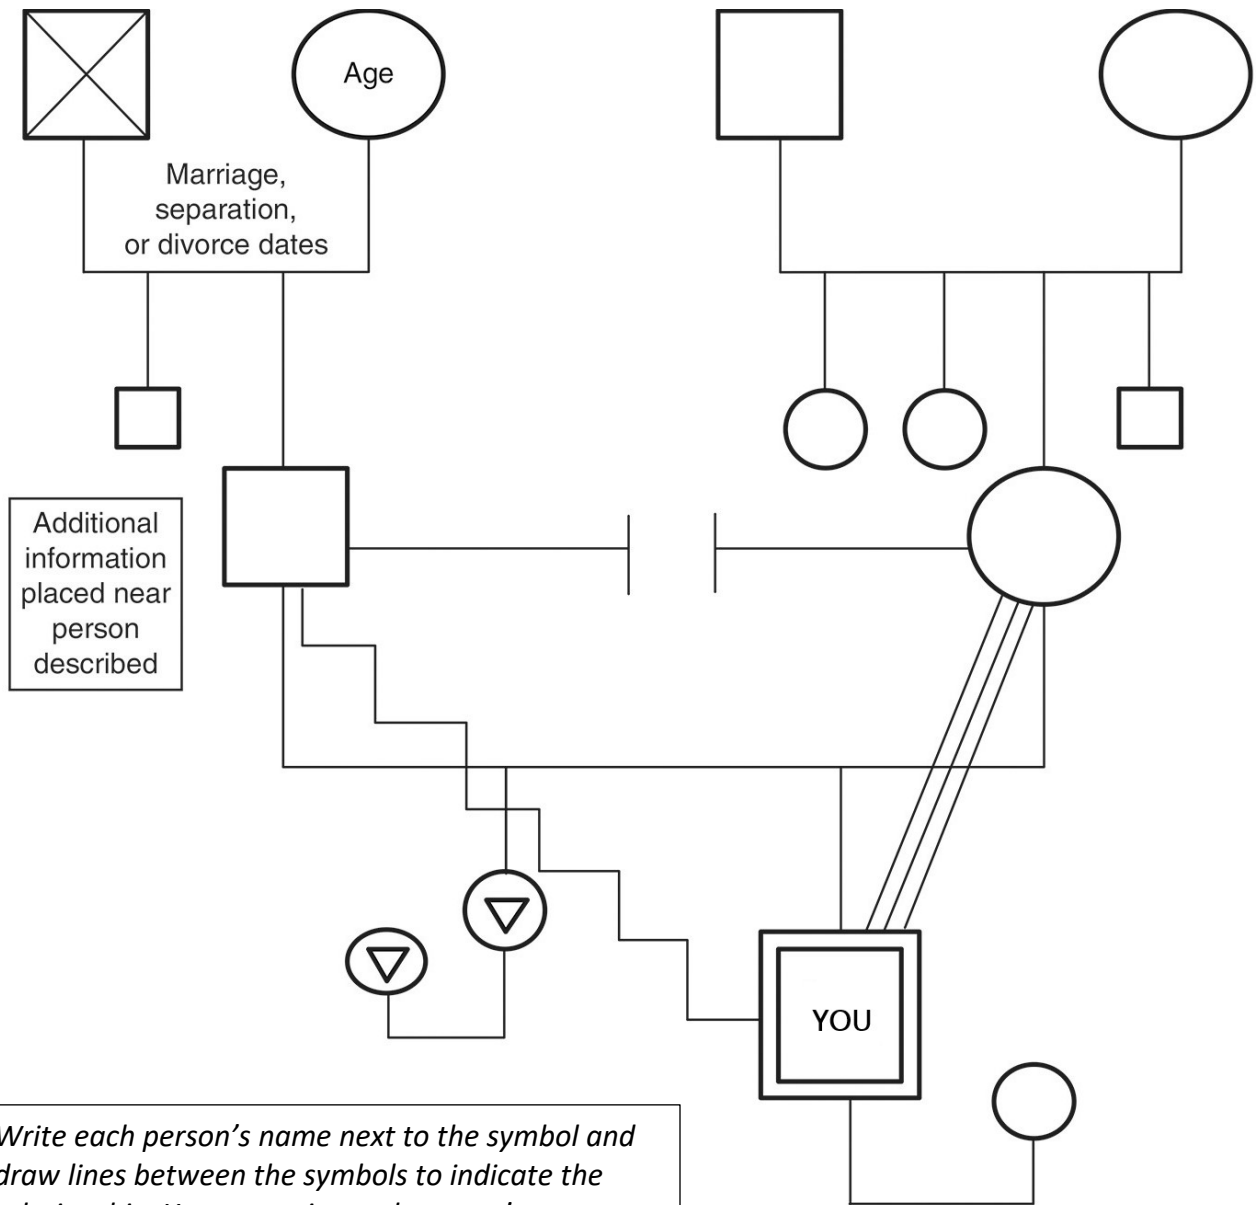 Age
Marriage,
separation,
or divorce dates
Additional
information
placed near
person
described
YOU
Write each person’s name next to the symbol and
draw lines between the symbols to indicate the